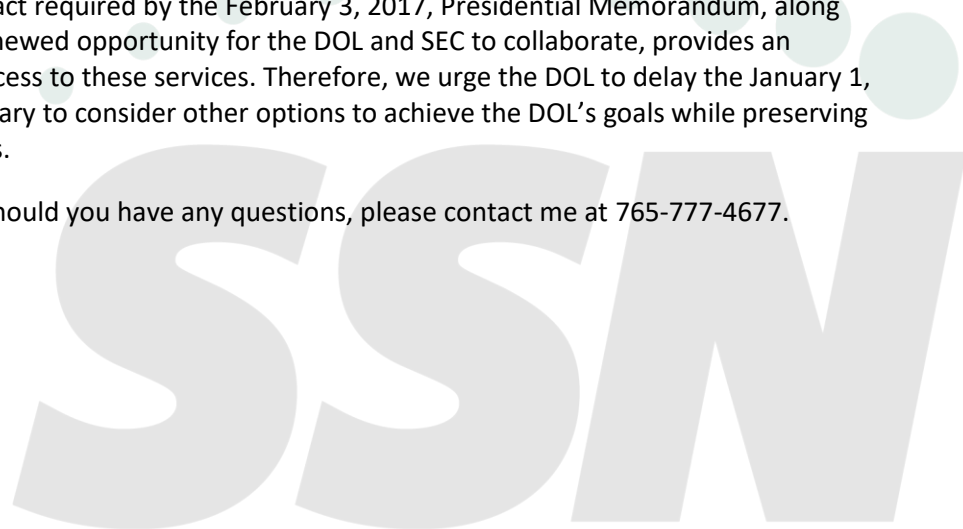 act required by the February 3, 2017, Presidential Memorandum, along
newed opportunity for the DOL and SEC to collaborate, provides an
cess to these services. Therefore, we urge the DOL to delay the January 1,
ary to consider other options to achieve the DOL’s goals while preserving
s.
hould you have any questions, please contact me at 765-777-4677.
SSN